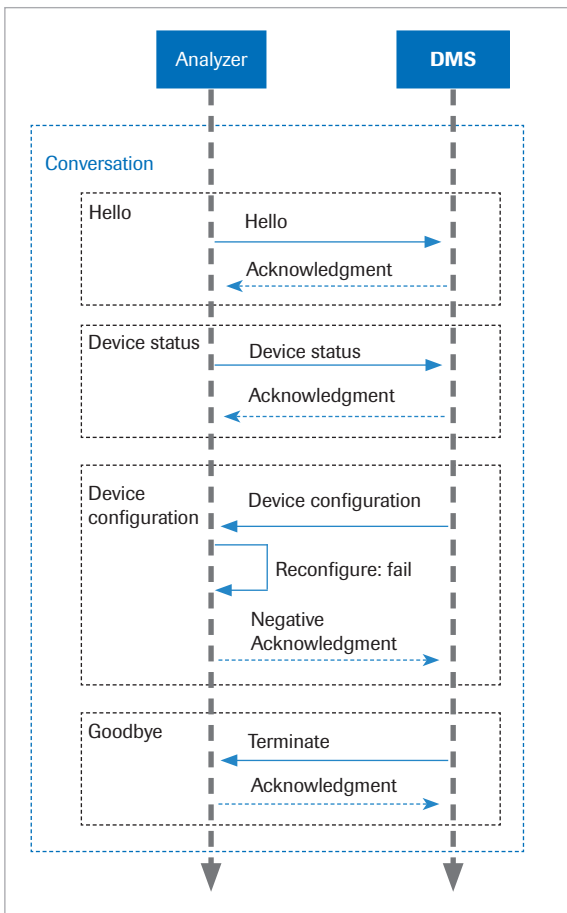 Analyzer
DMS
Conversation
Hello
Hello
Acknowledgment
Device status
Device status
Acknowledgment
Device
configuration
Device configuration
Reconfigure: fail
Negative
Acknowledgment
Goodbye
Terminate
Acknowledgment